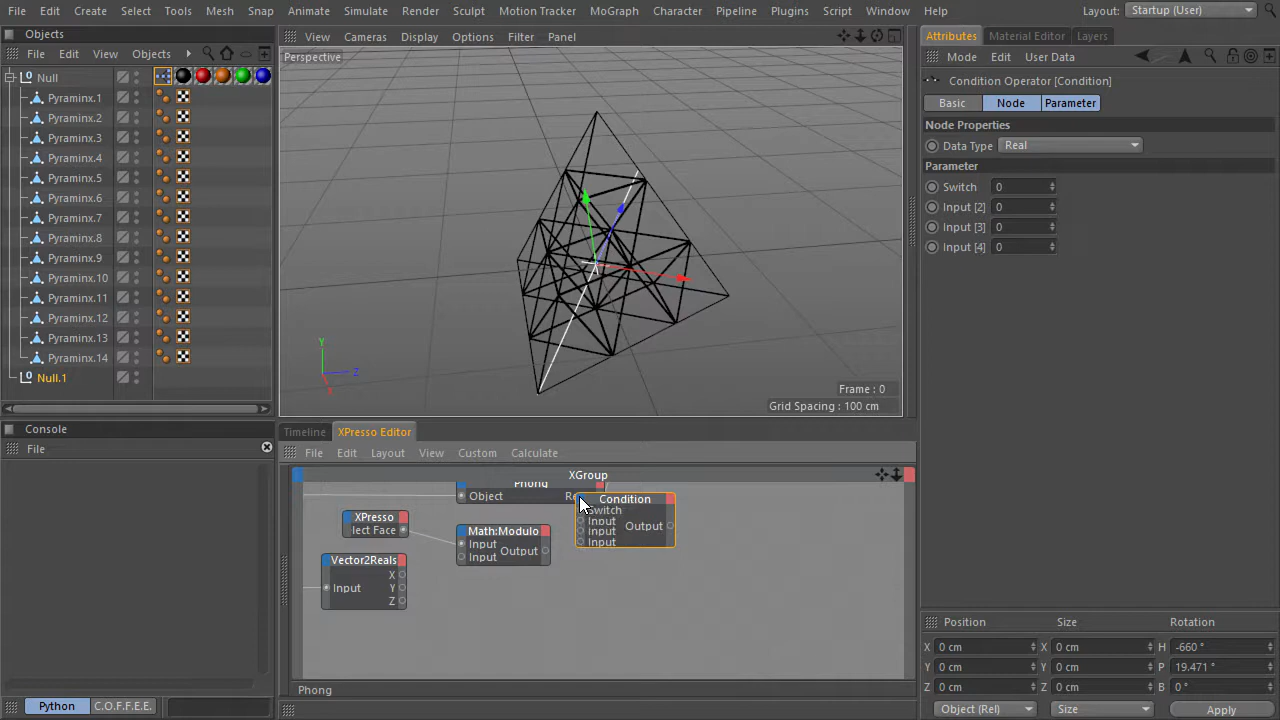 File Edit Create Select Tools Mesh Snap Animate Simulate Render Sculpt Motion Tracker MoGraph Character Pipeline Plugins Script Window Help Layout: Startup (User)
Objects
File Edit View Objects
Null
Pyraminx.1
Pyraminx.2
Pyraminx.3
Pyraminx.4
Pyraminx.5
Pyraminx.6
Pyraminx.7
Pyraminx.8
Pyraminx.9
Pyraminx.10
Pyraminx.11
Pyraminx.12
Pyraminx.13
Pyraminx.14
Null.1
Console
File
Python C.O.F.F.E.E.
View Cameras Display Options Filter Panel
Perspective
Y
Z
X
Frame : 0
Grid Spacing : 100 cm
Timeline XPresso Editor
File Edit Layout View Custom Calculate
XGroup
Phong
Object Re
XPresso
lect Face
Math:Modulo
Input
Output
Input
Vector2Reals
X
Input Y
Z
Condition
Switch
Input
Input Output
Input
Phong
Attributes Material Editor Layers
Mode Edit User Data
Condition Operator [Condition]
Basic Node Parameter
Node Properties
Data Type Real
Parameter
Switch 0
Input [2] 0
Input [3] 0
Input [4] 0
Position Size Rotation
X 0 cm X 0 cm H -660 °
Y 0 cm Y 0 cm P 19.471 °
Z 0 cm Z 0 cm B 0 °
Object (Rel) Size Apply